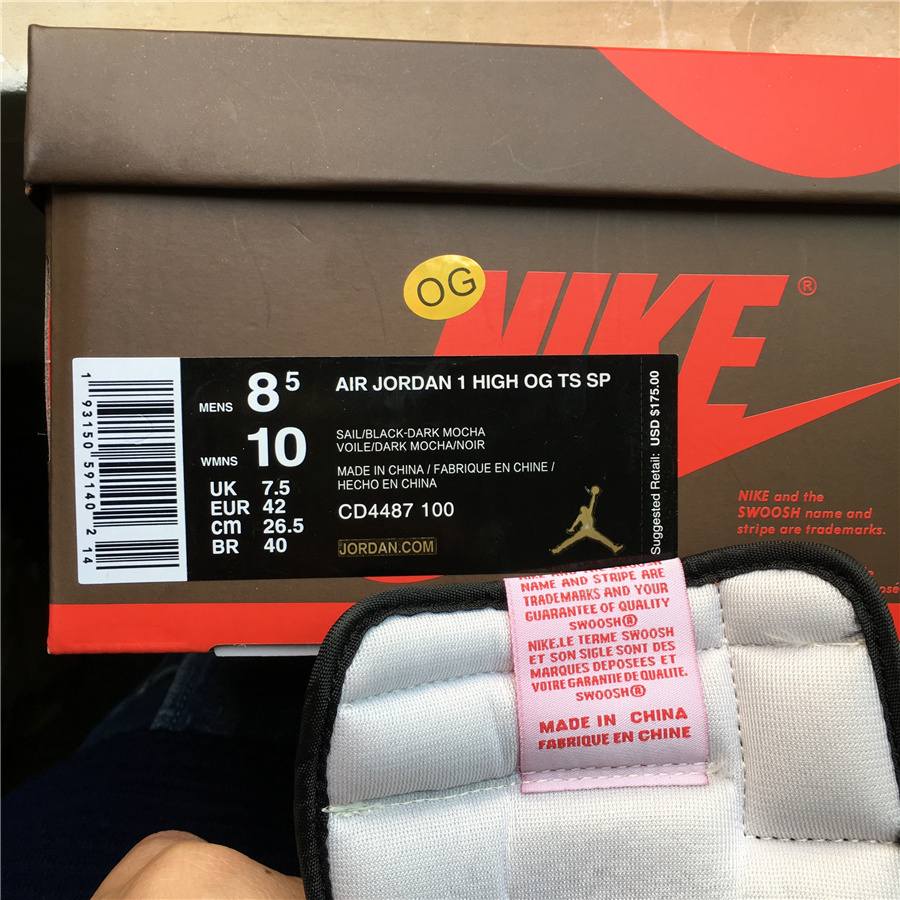 OG
NIKE®
MENS 8 5
WMNS 10
UK 7.5
EUR 42
cm 26.5
BR 40
AIR JORDAN 1 HIGH OG TS SP
SAIL/BLACK-DARK MOCHA
VOILE/DARK MOCHA/NOIR
MADE IN CHINA / FABRIQUE EN CHINE /
HECHO EN CHINA
CD4487 100
JORDAN.COM
Suggested Retail: USD $175.00
1 93150 59140 2 14
NIKE and the
SWOOSH name and
stripe are trademarks.
NAME AND STRIPE ARE
TRADEMARKS AND YOUR
GUARANTEE OF QUALITY
SWOOSH®
NIKE.LE TERME SWOOSH
ET SON SIGLE SONT DES
MARQUES DEPOSEES ET
VOTRE GARANTIE DE QUALITE.
SWOOSH®
MADE IN CHINA
FABRIQUE EN CHINE